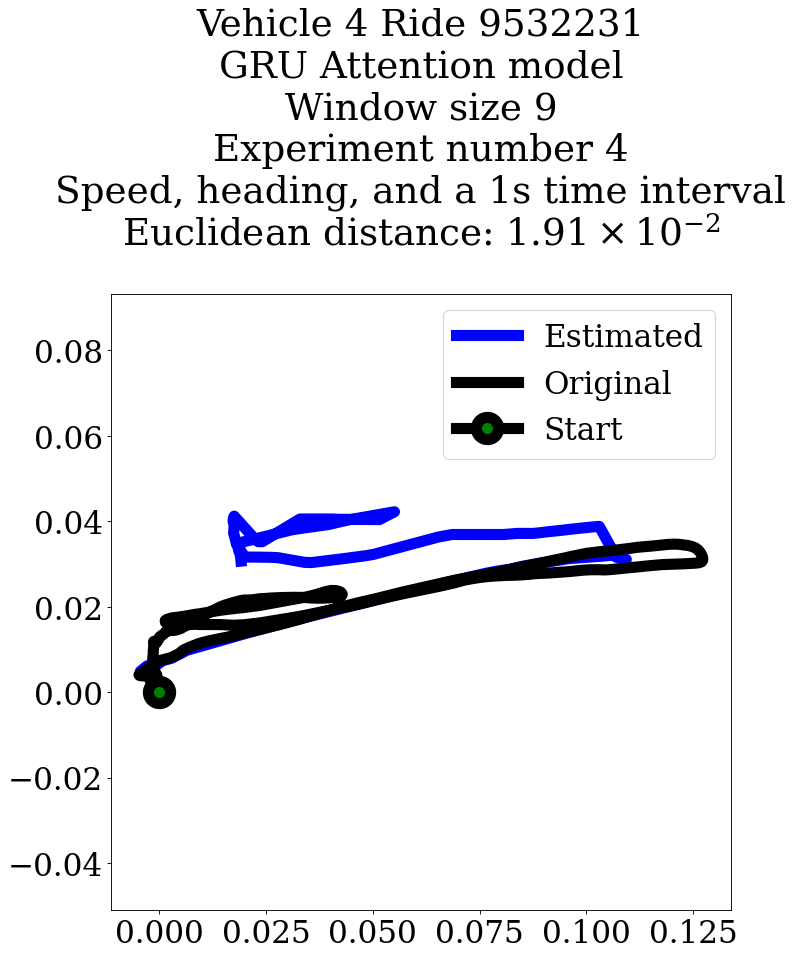 Vehicle 4 Ride 9532231
GRU Attention model
Window size 9
Experiment number 4
Speed, heading, and a 1s time interval
Euclidean distance: 1.91 × 10⁻²
Estimated
Original
Start
0.08
0.06
0.04
0.02
0.00
−0.02
−0.04
0.000 0.025 0.050 0.075 0.100 0.125